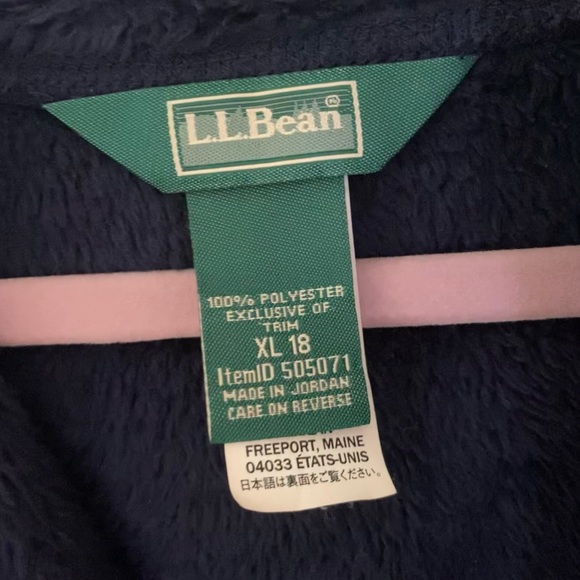 L.L.Bean®
100% POLYESTER
EXCLUSIVE OF
TRIM
XL 18
ItemID 505071
MADE IN JORDAN
CARE ON REVERSE
FREEPORT, MAINE
04033 ÉTATS-UNIS
日本語は裏面をご覧ください。